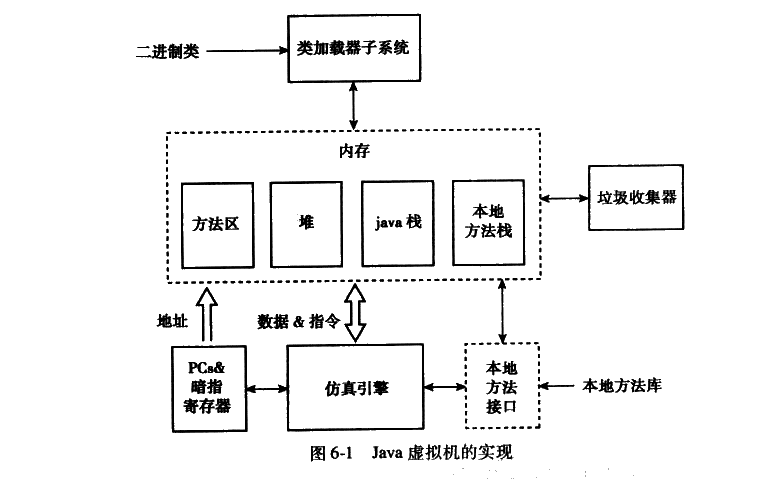 二进制类
类加载器子系统
内存
方法区
堆
java 栈
本地
方法栈
垃圾收集器
地址
数据 & 指令
PCs&
暗指
寄存器
仿真引擎
本地
方法
接口
本地方法库
图 6-1 Java 虚拟机的实现